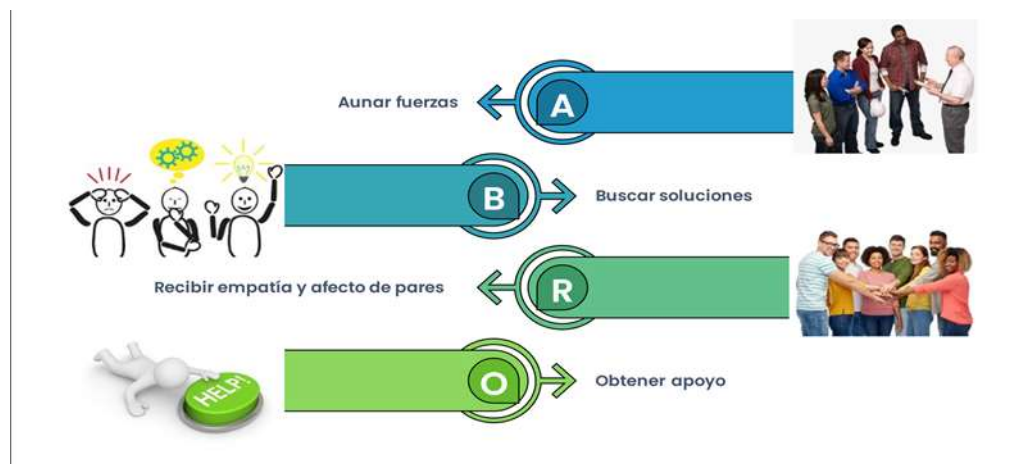 Aunar fuerzas
A
B
Buscar soluciones
Recibir empatía y afecto de pares
R
HELP!
O
Obtener apoyo